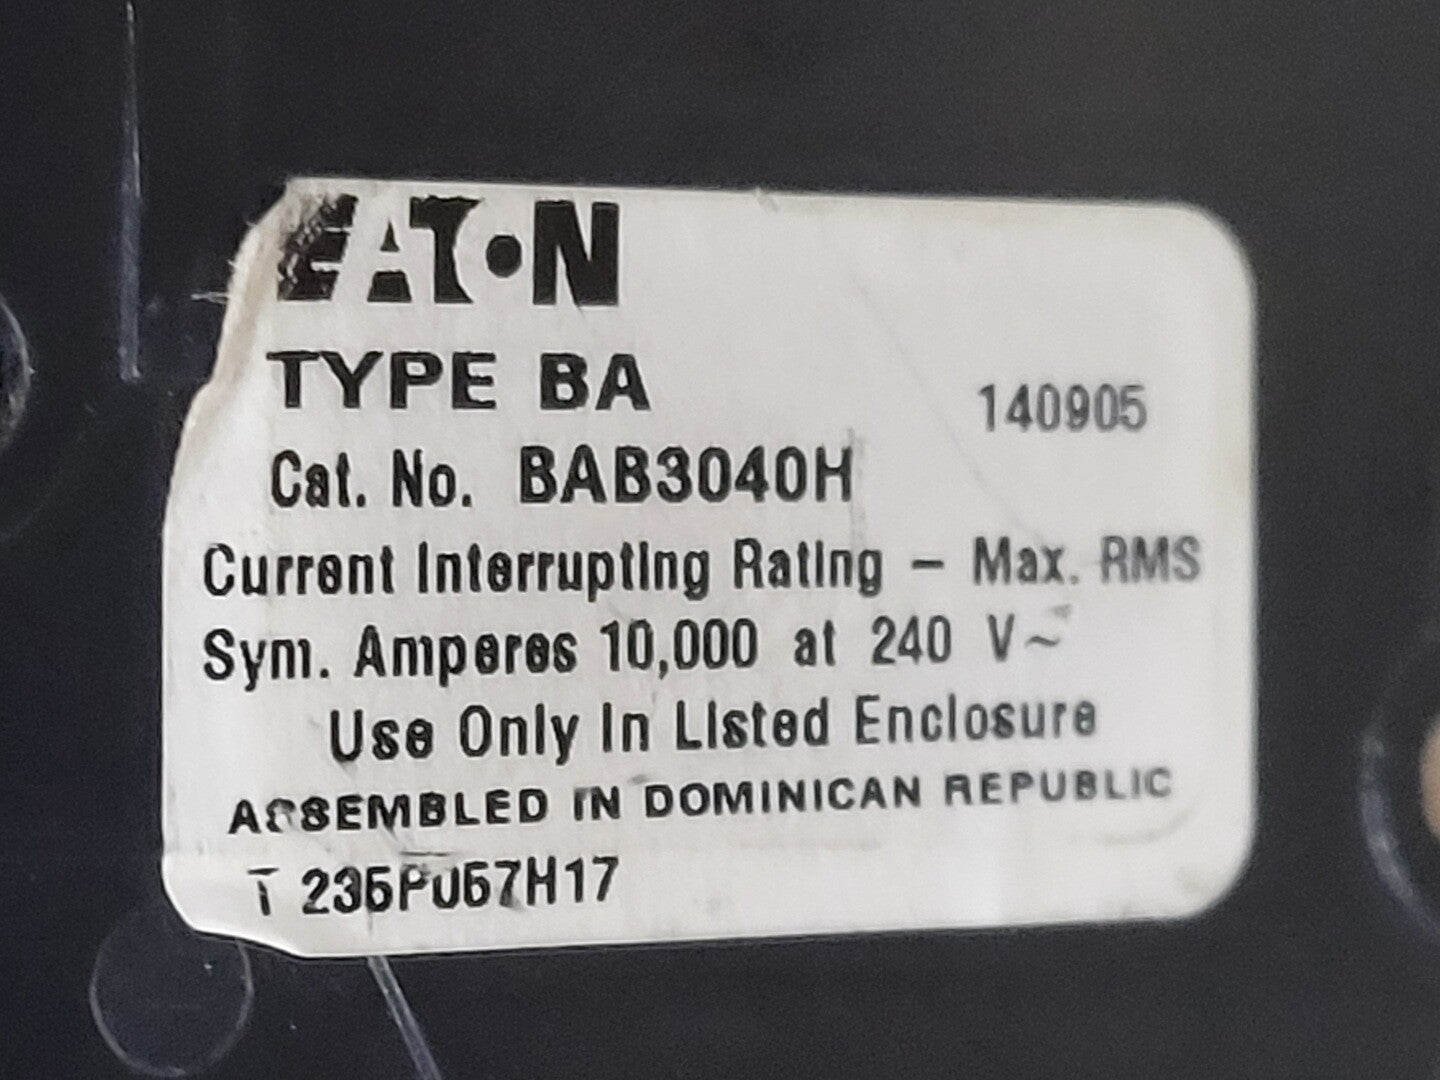 EAT•N
TYPE BA
140905
Cat. No. BAB3040H
Current Interrupting Rating – Max. RMS
Sym. Amperes 10,000 at 240 V~
Use Only In Listed Enclosure
ASSEMBLED IN DOMINICAN REPUBLIC
T 235P057H17